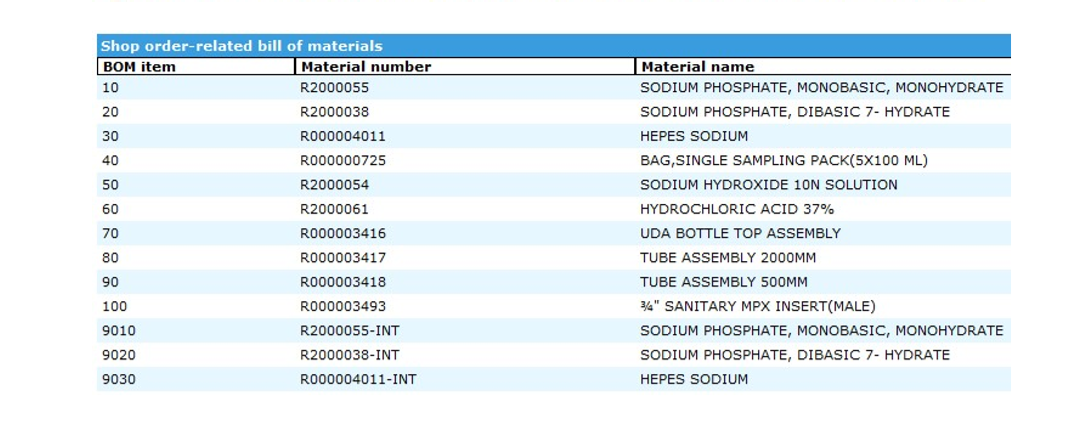 Shop order-related bill of materials
BOM item Material number Material name
10 R2000055 SODIUM PHOSPHATE, MONOBASIC, MONOHYDRATE
20 R2000038 SODIUM PHOSPHATE, DIBASIC 7- HYDRATE
30 R000004011 HEPES SODIUM
40 R000000725 BAG,SINGLE SAMPLING PACK(5X100 ML)
50 R2000054 SODIUM HYDROXIDE 10N SOLUTION
60 R2000061 HYDROCHLORIC ACID 37%
70 R000003416 UDA BOTTLE TOP ASSEMBLY
80 R000003417 TUBE ASSEMBLY 2000MM
90 R000003418 TUBE ASSEMBLY 500MM
100 R000003493 ¾" SANITARY MPX INSERT(MALE)
9010 R2000055-INT SODIUM PHOSPHATE, MONOBASIC, MONOHYDRATE
9020 R2000038-INT SODIUM PHOSPHATE, DIBASIC 7- HYDRATE
9030 R000004011-INT HEPES SODIUM